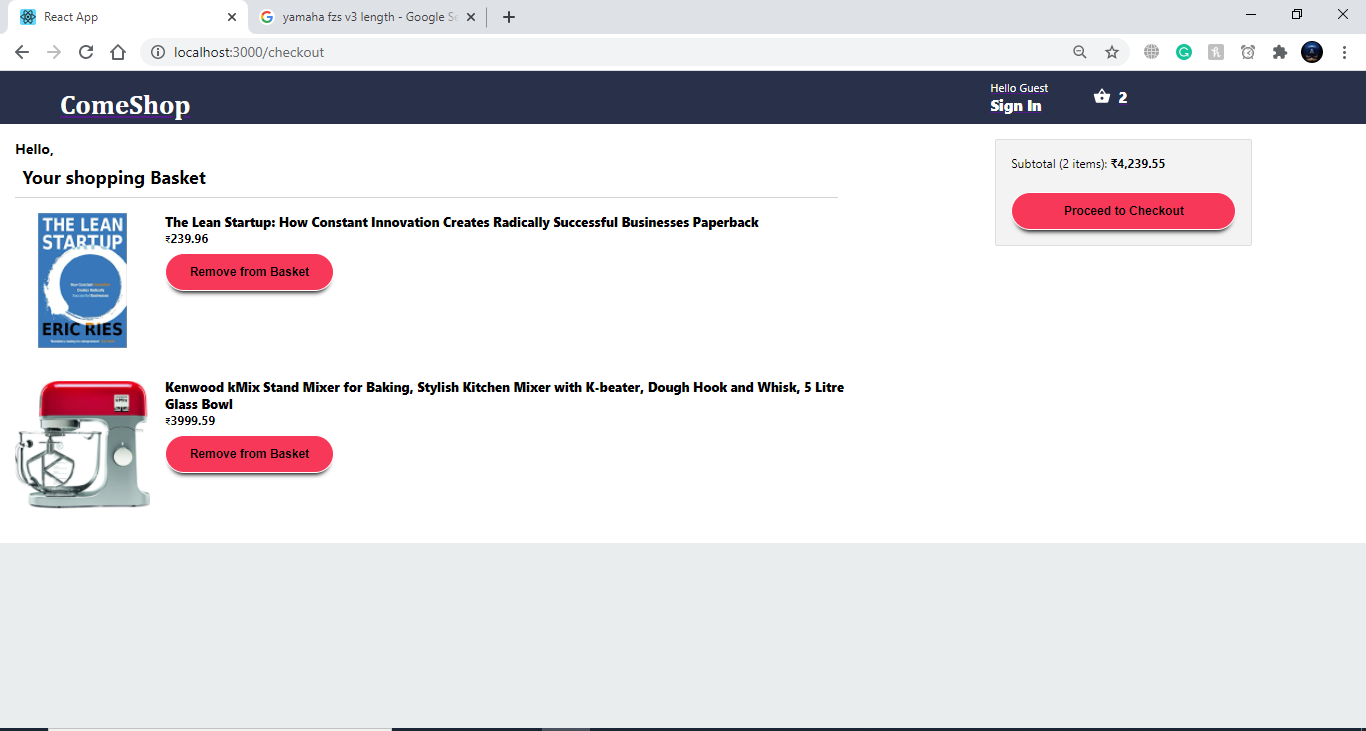 React App
yamaha fzs v3 length - Google Se
localhost:3000/checkout
ComeShop
Hello Guest
Sign In
2
Hello,
Your shopping Basket
Subtotal (2 items): ₹4,239.55
Proceed to Checkout
THE LEAN
STARTUP
ERIC RIES
The Lean Startup: How Constant Innovation Creates Radically Successful Businesses Paperback
₹239.96
Remove from Basket
Kenwood kMix Stand Mixer for Baking, Stylish Kitchen Mixer with K-beater, Dough Hook and Whisk, 5 Litre
Glass Bowl
₹3999.59
Remove from Basket